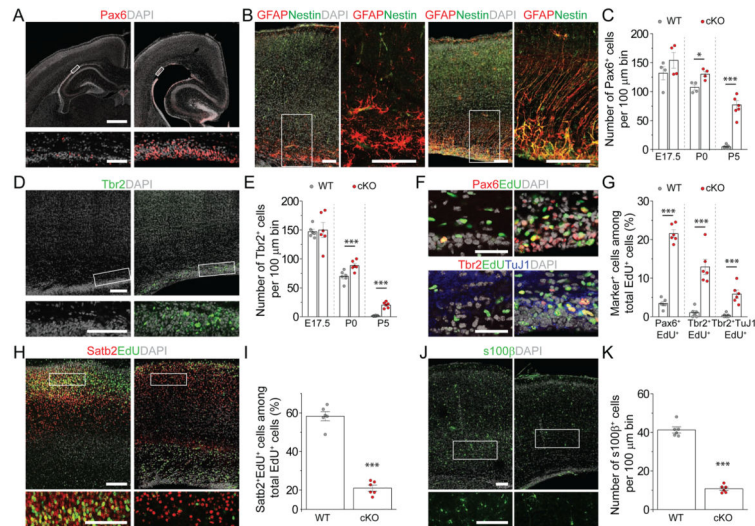 A
Pax6DAPI
B
GFAPNestinDAPI
GFAPNestin
GFAPNestinDAPI
GFAPNestin
C
WT
cKO
Number of Pax6⁺ cells
per 100 μm bin
200
150
100
50
0
*
***
E17.5
P0
P5
D
Tbr2DAPI
E
WT
cKO
Number of Tbr2⁺ cells
per 100 μm bin
200
150
100
50
0
***
***
E17.5
P0
P5
F
Pax6EdUDAPI
Tbr2EdUTuJ1DAPI
G
WT
cKO
Marker⁺ cells among
total EdU⁺ cells (%)
40
30
20
10
0
***
***
***
Pax6⁺
EdU⁺
Tbr2⁺
EdU⁺
Tbr2⁺TuJ1⁺
EdU⁺
H
Satb2EdUDAPI
I
Satb2⁺EdU⁺ cells among
total EdU⁺ cells (%)
60
40
20
***
WT
cKO
J
s100βDAPI
K
Number of s100β⁺ cells
per 100 μm bin
60
40
20
0
***
WT
cKO